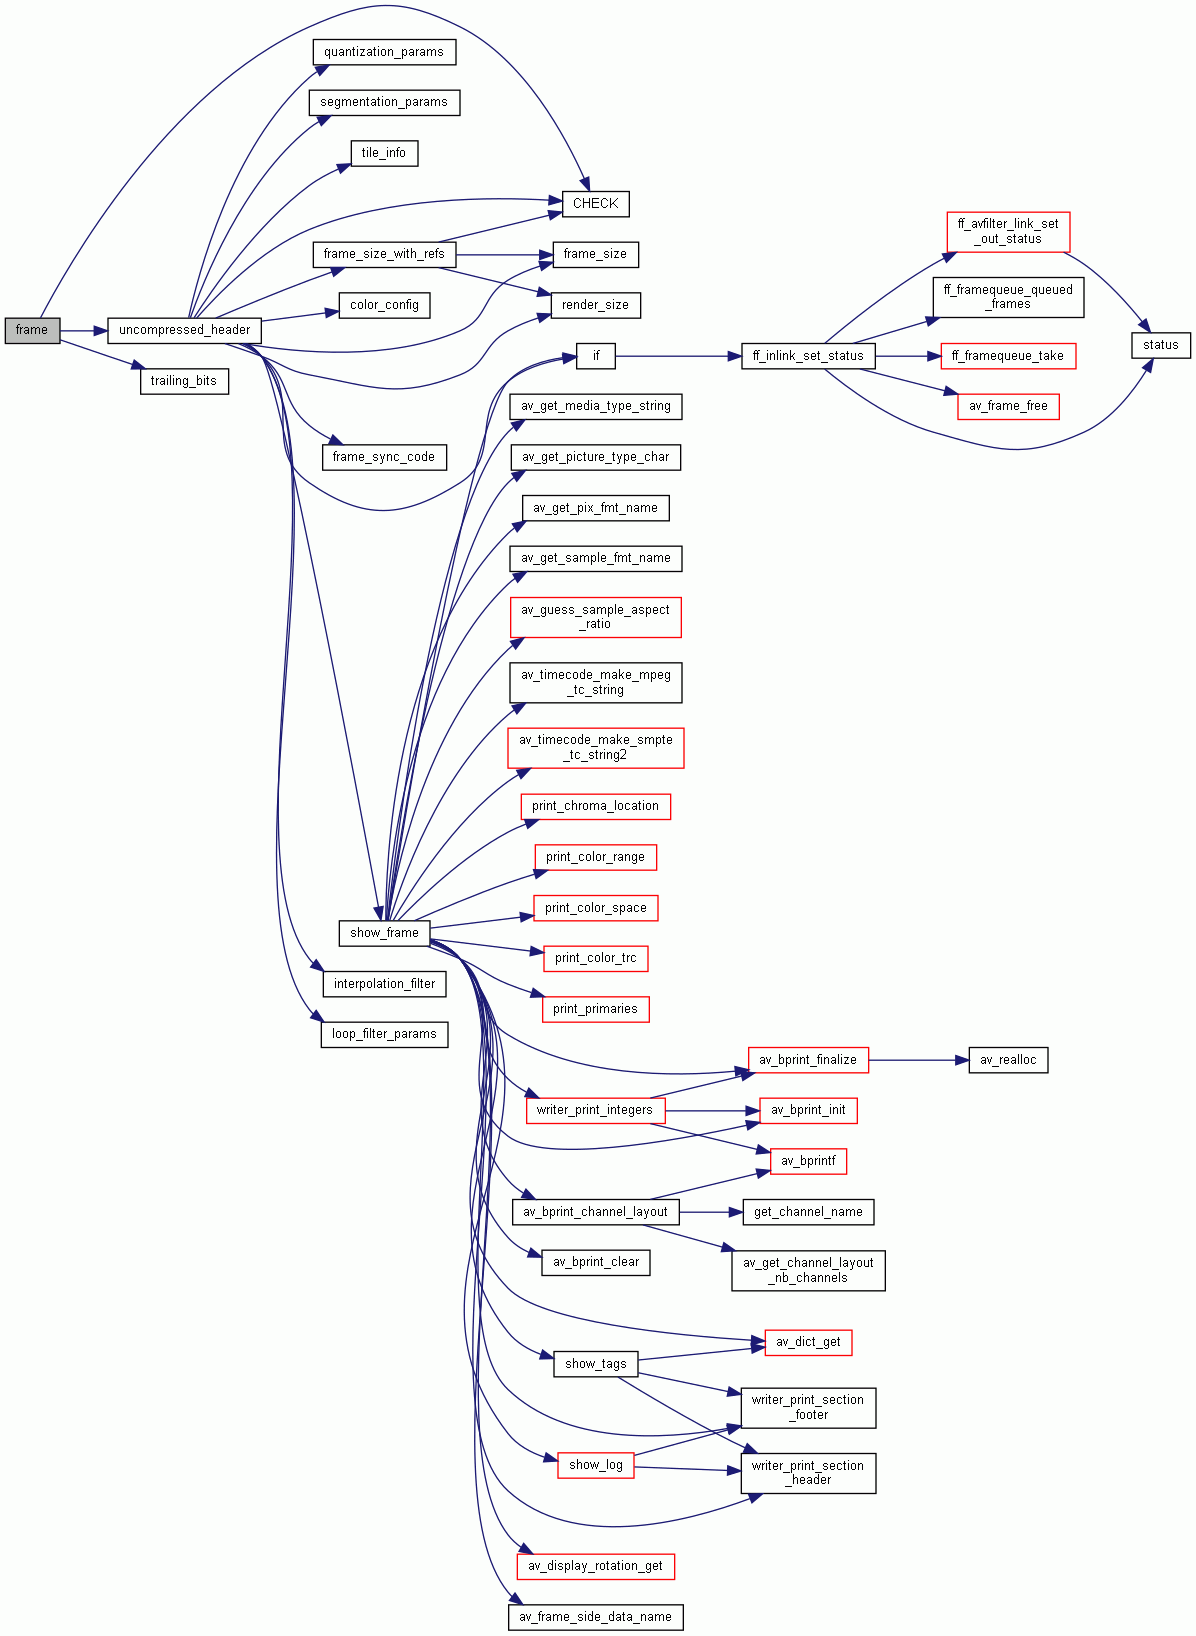 quantization_params
segmentation_params
tile_info
CHECK
frame_size_with_refs
frame_size
color_config
render_size
frame
uncompressed_header
trailing_bits
if
ff_inlink_set_status
ff_avfilter_link_set
_out_status
ff_framequeue_queued
_frames
ff_framequeue_take
av_frame_free
status
frame_sync_code
av_get_media_type_string
av_get_picture_type_char
av_get_pix_fmt_name
av_get_sample_fmt_name
av_guess_sample_aspect
_ratio
av_timecode_make_mpeg
_tc_string
av_timecode_make_smpte
_tc_string2
print_chroma_location
print_color_range
print_color_space
show_frame
print_color_trc
interpolation_filter
print_primaries
loop_filter_params
av_bprint_finalize
av_realloc
writer_print_integers
av_bprint_init
av_bprintf
av_bprint_channel_layout
get_channel_name
av_bprint_clear
av_get_channel_layout
_nb_channels
av_dict_get
show_tags
writer_print_section
_footer
show_log
writer_print_section
_header
av_display_rotation_get
av_frame_side_data_name